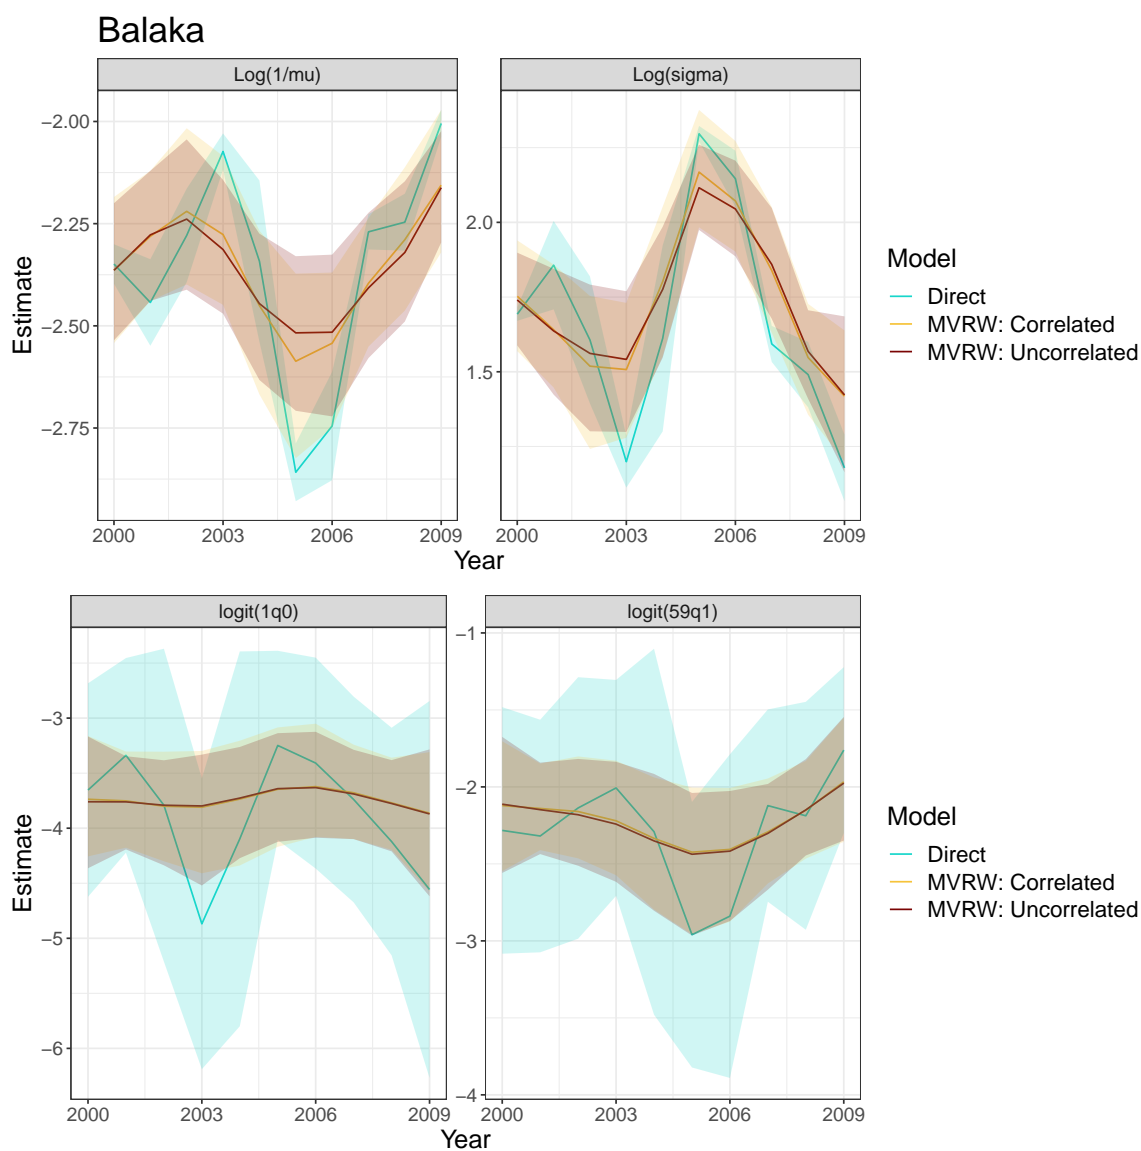 Balaka
Log(1/mu)
Log(sigma)
−2.00
−2.25
−2.50
−2.75
2.0
1.5
Estimate
2000
2003
2006
2009
2000
2003
2006
2009
Year
Model
Direct
MVRW: Correlated
MVRW: Uncorrelated
logit(1q0)
logit(59q1)
−3
−4
−5
−6
−1
−2
−3
−4
Estimate
2000
2003
2006
2009
2000
2003
2006
2009
Year
Model
Direct
MVRW: Correlated
MVRW: Uncorrelated